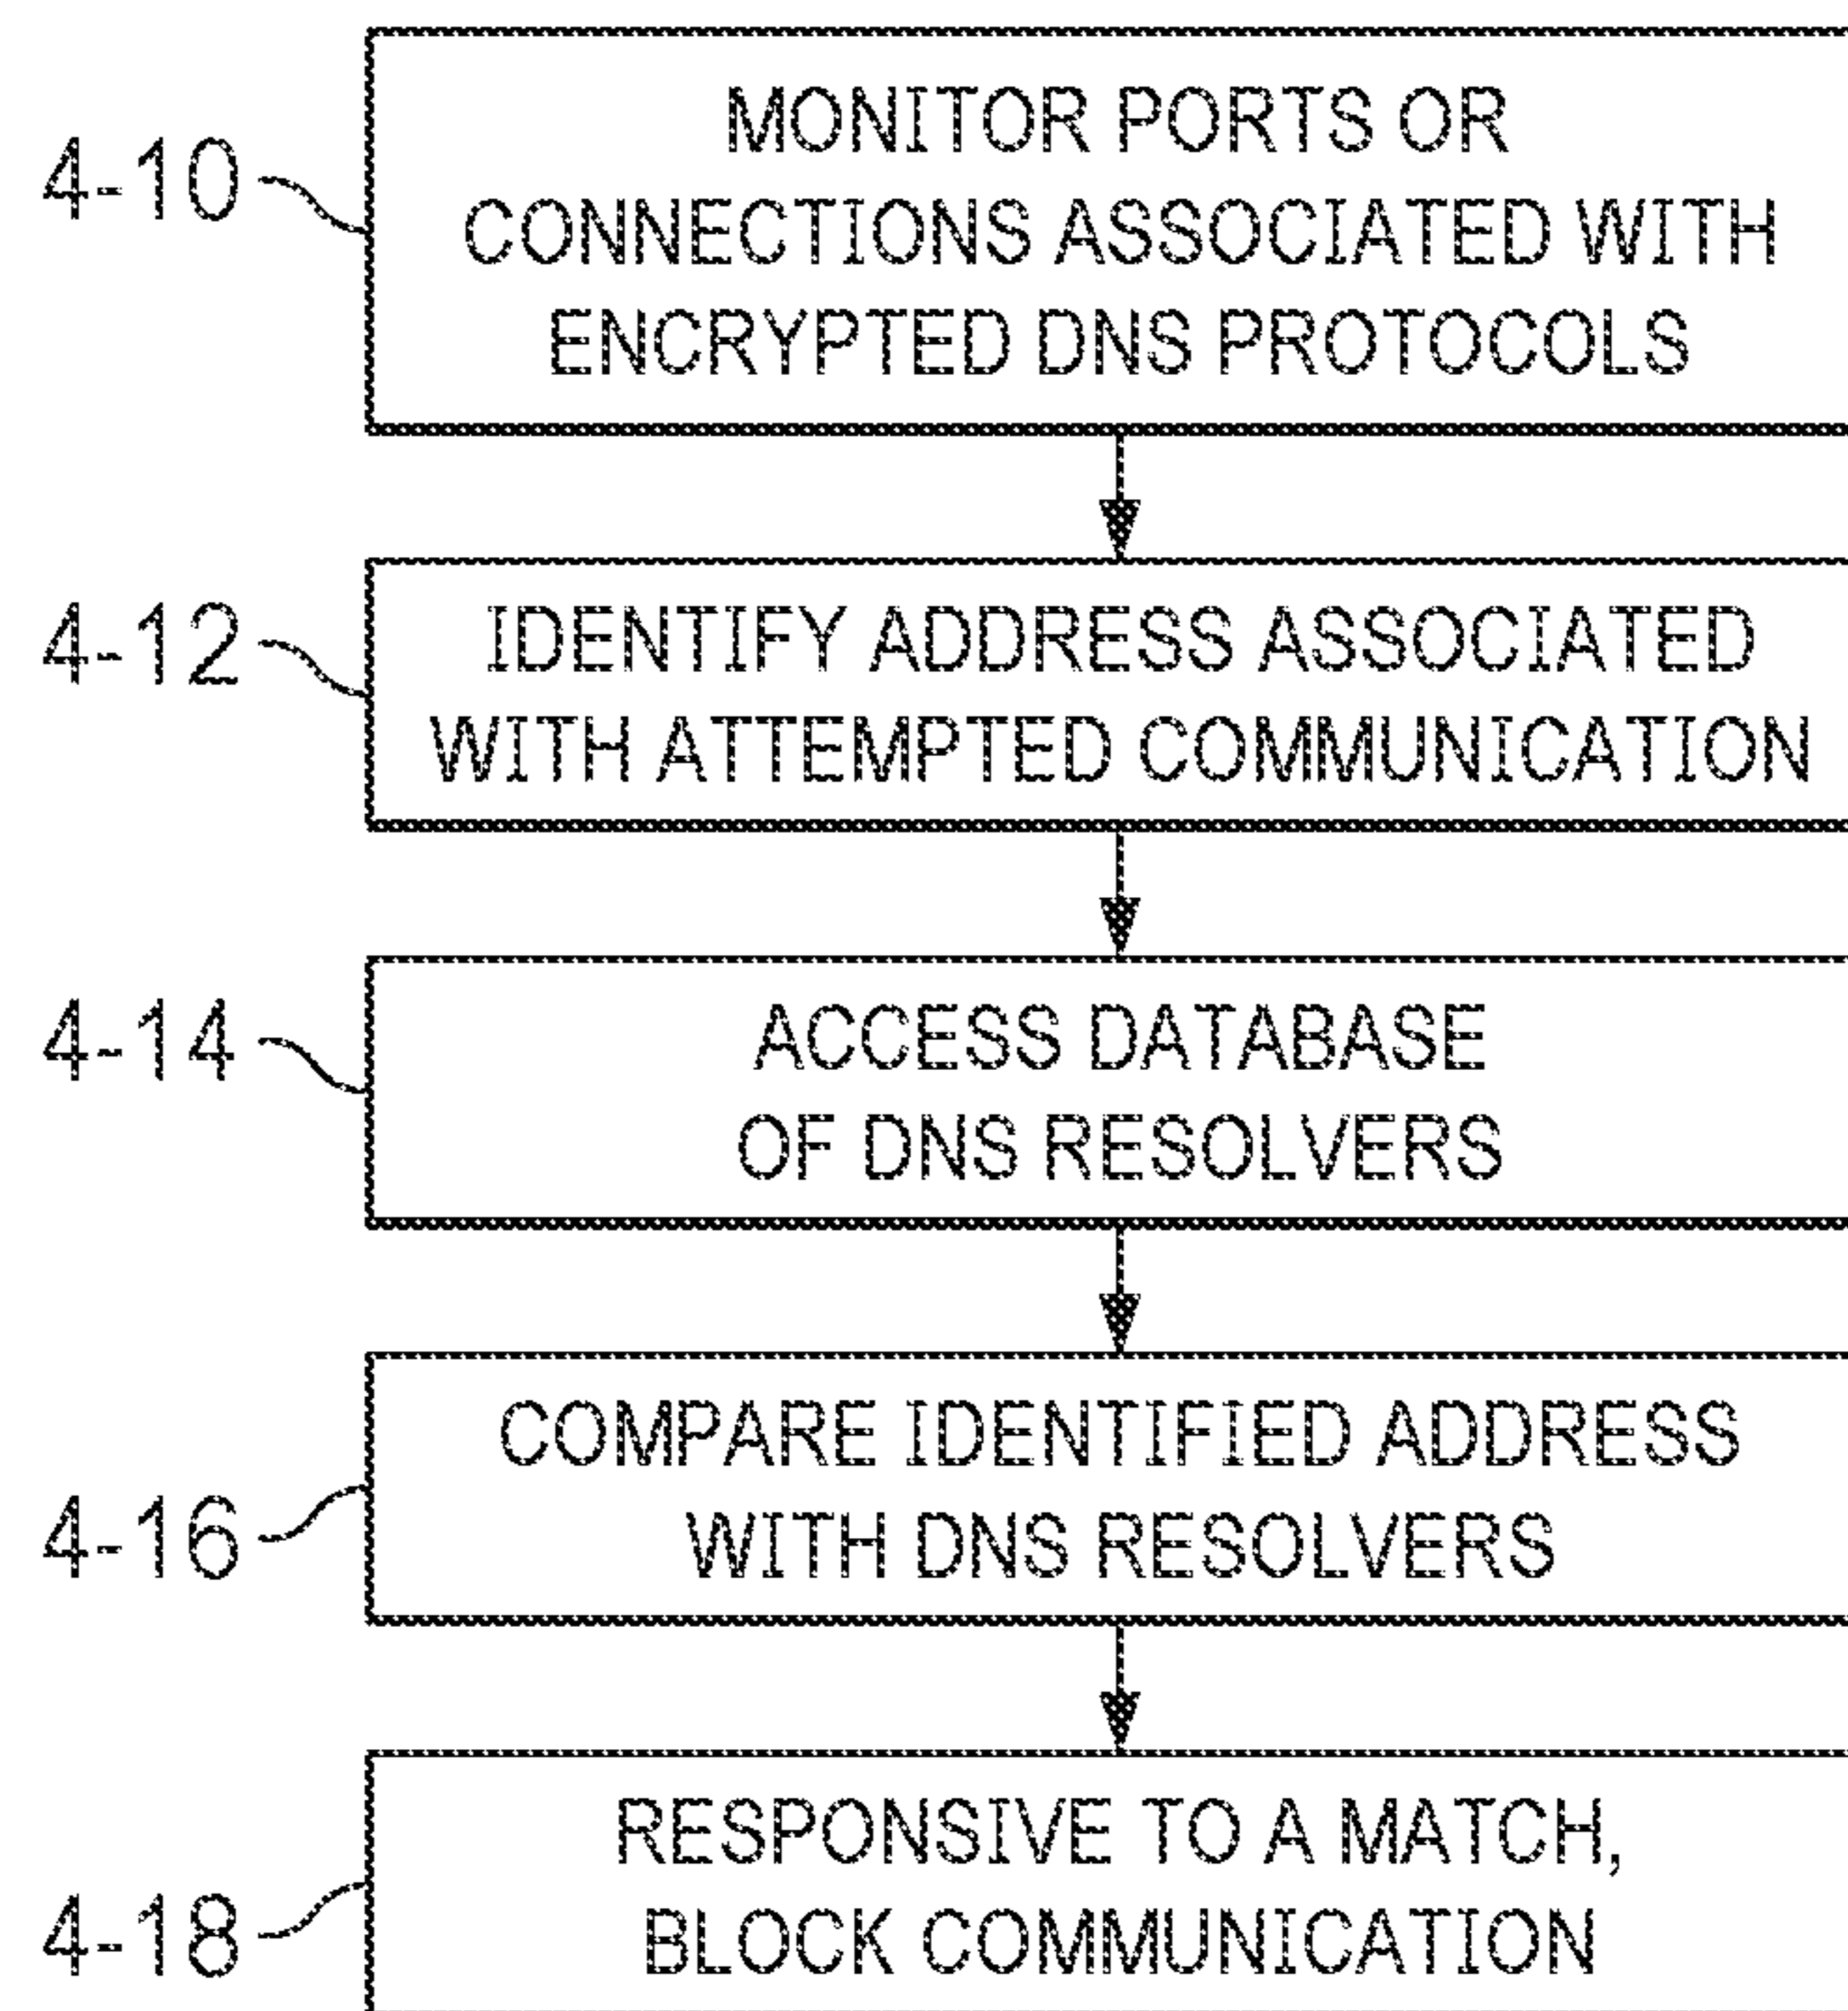 4-10
MONITOR PORTS OR
CONNECTIONS ASSOCIATED WITH
ENCRYPTED DNS PROTOCOLS
4-12
IDENTIFY ADDRESS ASSOCIATED
WITH ATTEMPTED COMMUNICATION
4-14
ACCESS DATABASE
OF DNS RESOLVERS
4-16
COMPARE IDENTIFIED ADDRESS
WITH DNS RESOLVERS
4-18
RESPONSIVE TO A MATCH,
BLOCK COMMUNICATION